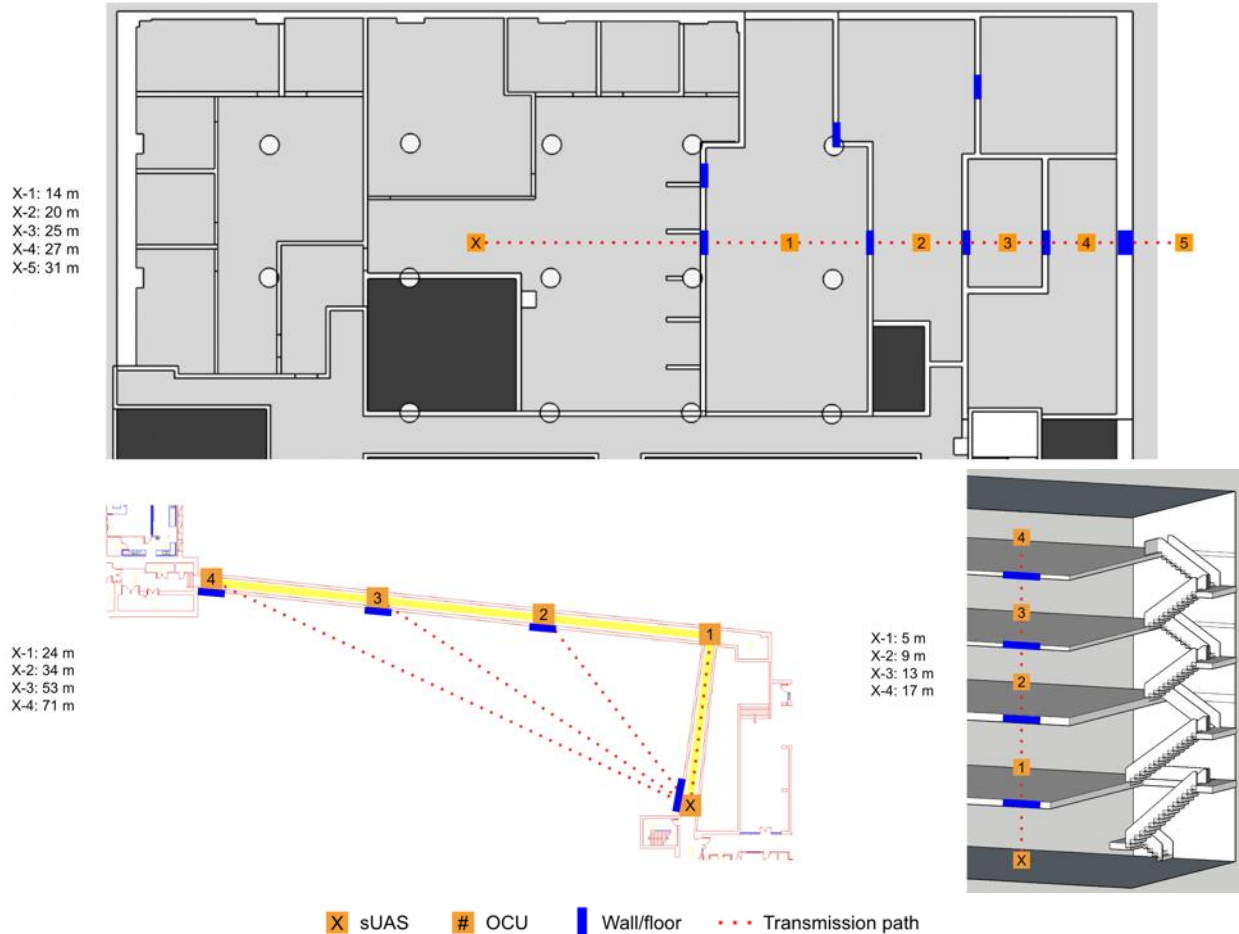 X-1: 14 m
X-2: 20 m
X-3: 25 m
X-4: 27 m
X-5: 31 m
X
1
2
3
4
5
X-1: 24 m
X-2: 34 m
X-3: 53 m
X-4: 71 m
4
3
2
1
X
X-1: 5 m
X-2: 9 m
X-3: 13 m
X-4: 17 m
4
3
2
1
X
X sUAS # OCU Wall/floor Transmission path